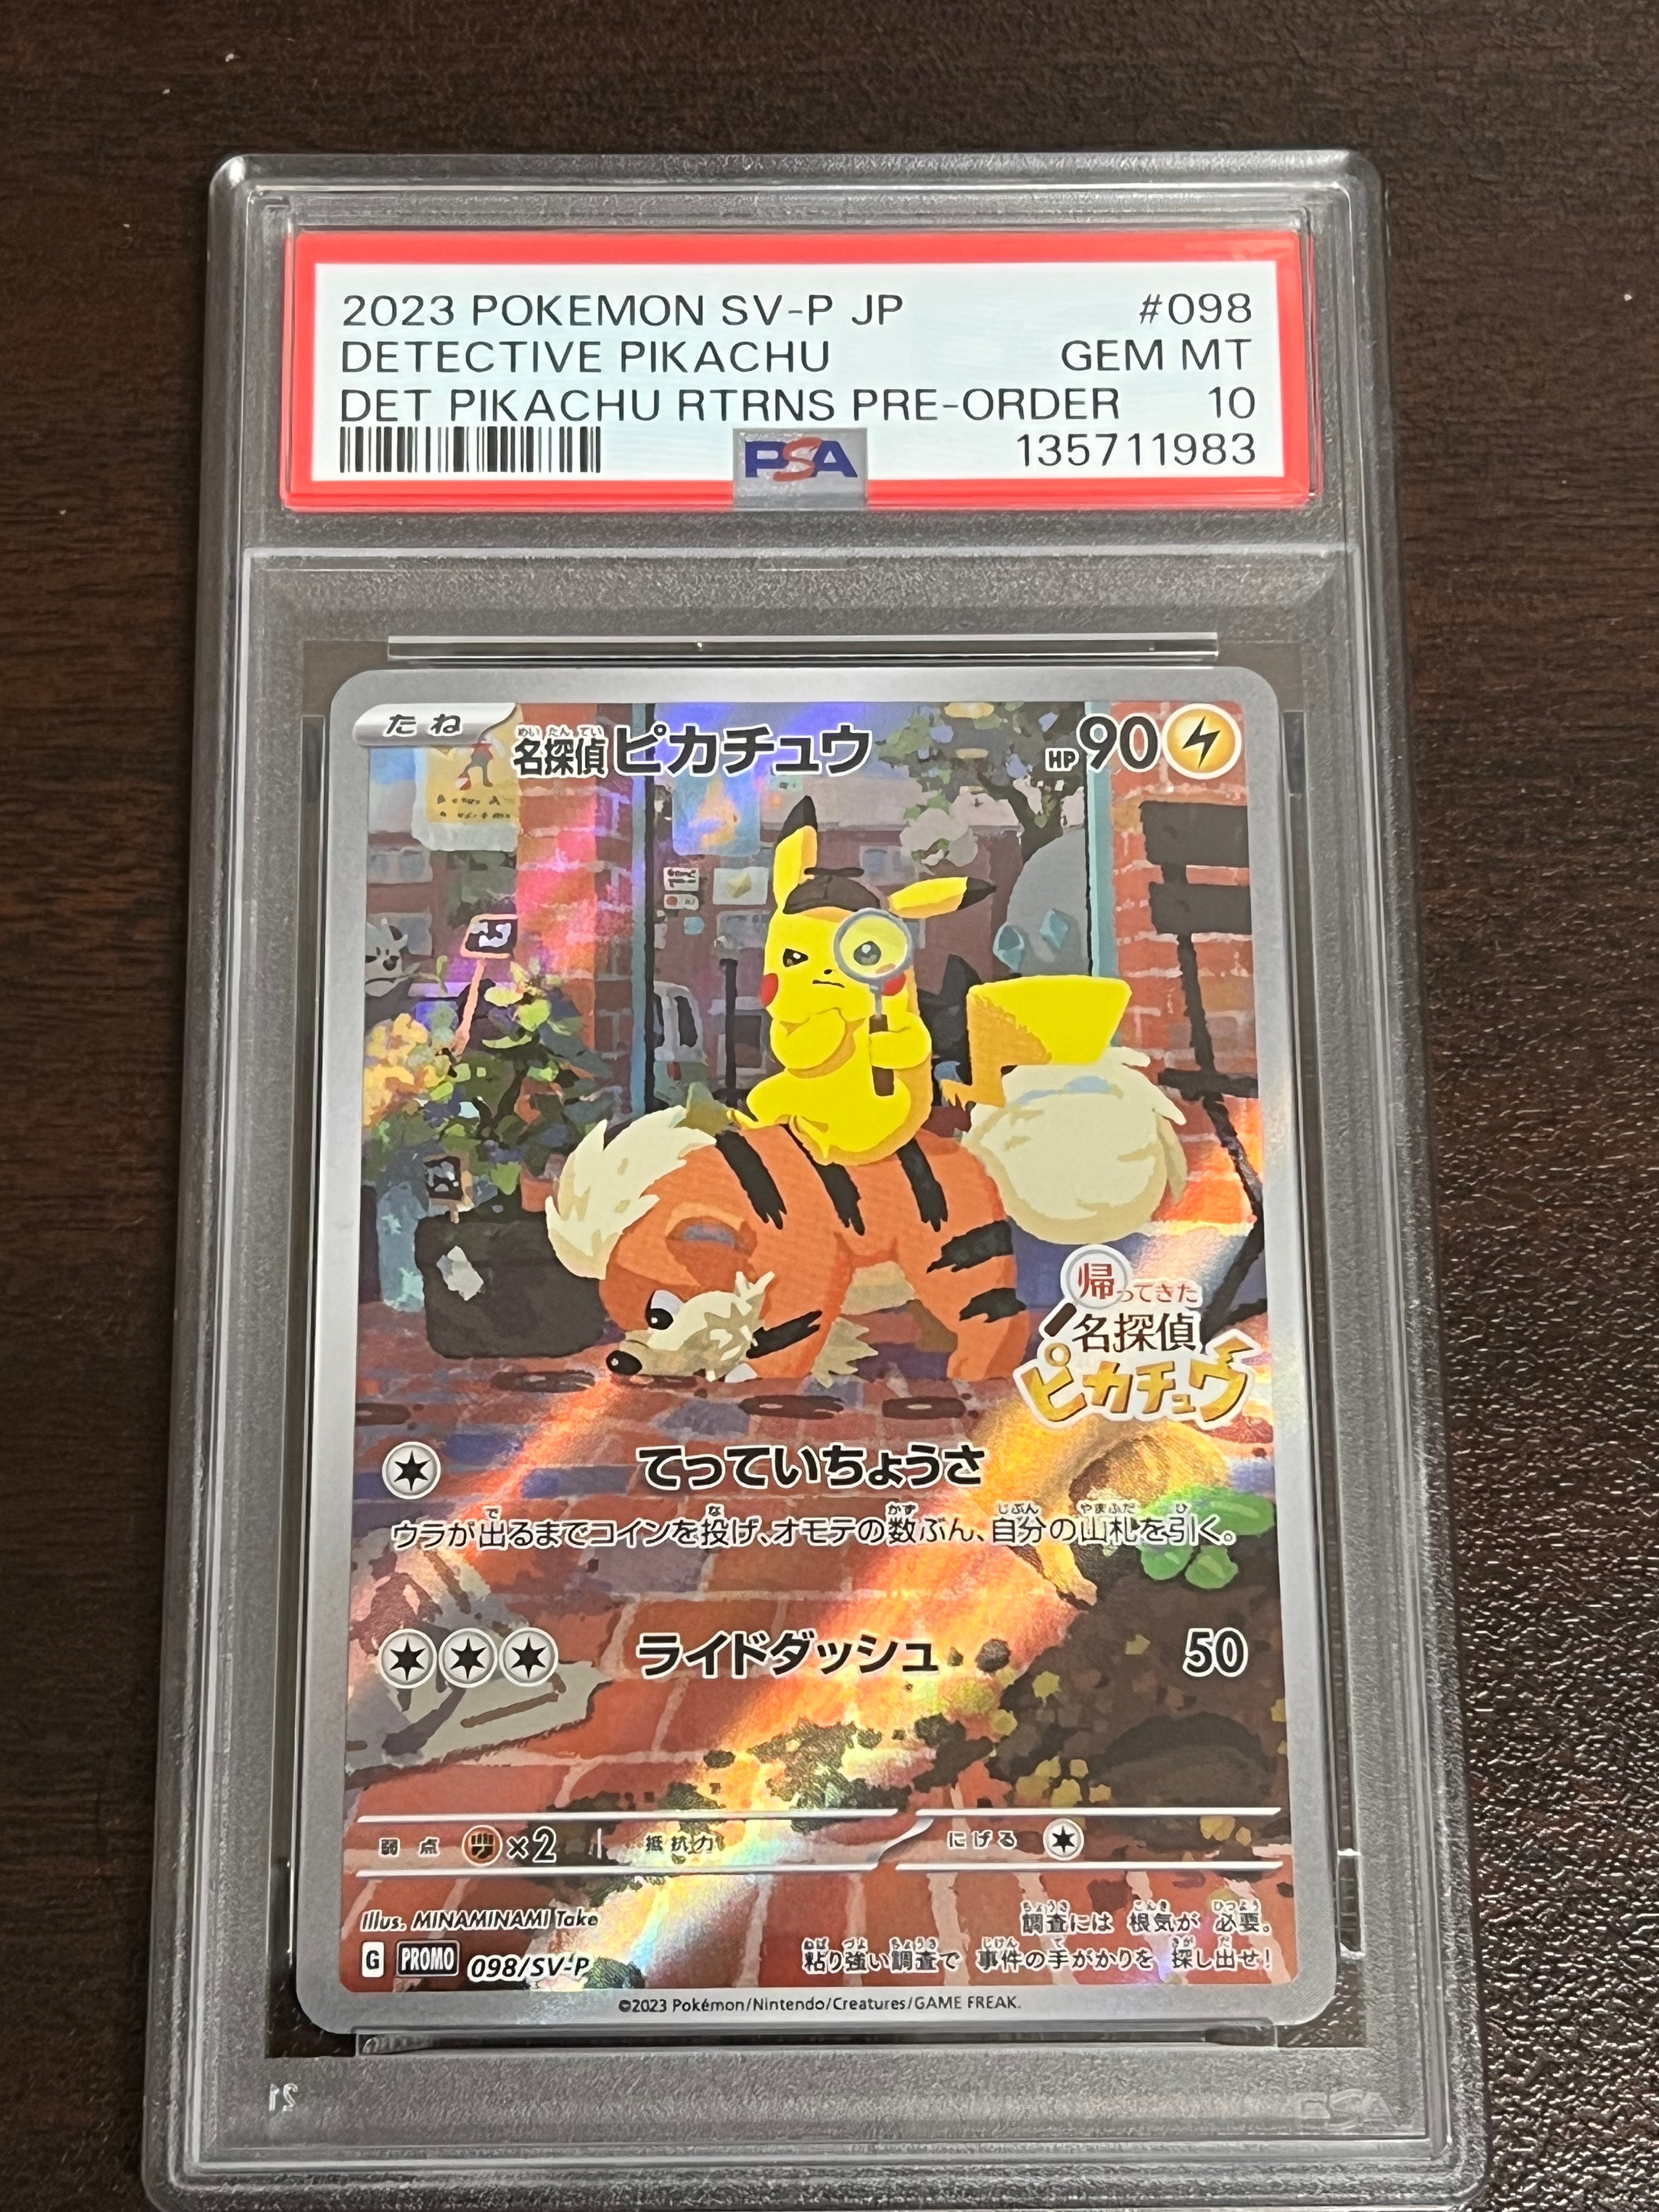 2023 POKEMON SV-P JP #098
DETECTIVE PIKACHU GEM MT
DET PIKACHU RTRNS PRE-ORDER 10
PSA 135711983
たね
名探偵ピカチュウ HP90
めいたんてい
帰ってきた
名探偵
ピカチュウ
てっていちょうさ
ウラが出るまでコインを投げ、オモテの数ぶん、自分の山札を引く。
ライドダッシュ 50
弱点 ×2 抵抗力 にげる
Illus. MINAMINAMI Take
調査には 根気が 必要。
粘り強い調査で 事件の手がかりを 探し出せ!
G PROMO 098/SV-P
©2023 Pokémon/Nintendo/Creatures/GAME FREAK.